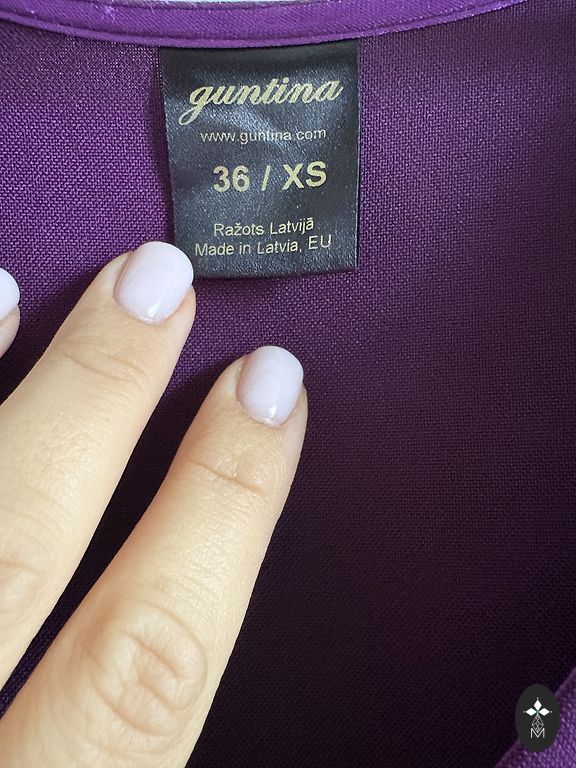 guntina
www.guntina.com
36 / XS
Ražots Latvijā
Made in Latvia, EU
M